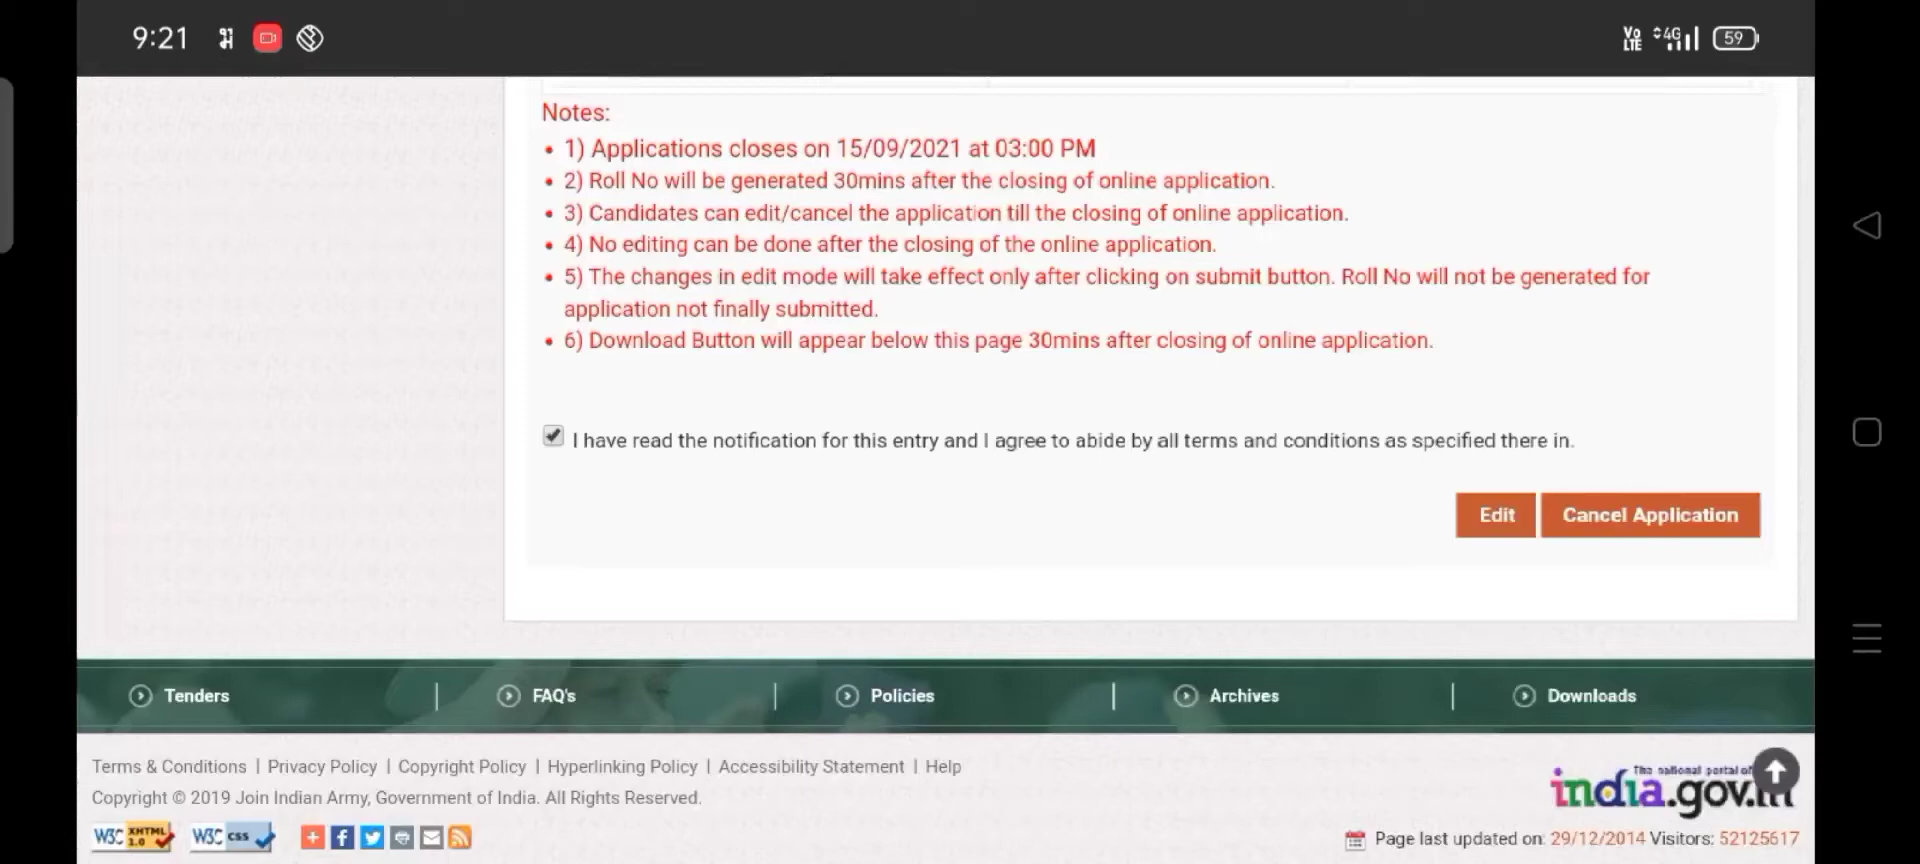 9:21
Vo LTE 4G 59
Notes:
• 1) Applications closes on 15/09/2021 at 03:00 PM
• 2) Roll No will be generated 30mins after the closing of online application.
• 3) Candidates can edit/cancel the application till the closing of online application.
• 4) No editing can be done after the closing of the online application.
• 5) The changes in edit mode will take effect only after clicking on submit button. Roll No will not be generated for
application not finally submitted.
• 6) Download Button will appear below this page 30mins after closing of online application.
I have read the notification for this entry and I agree to abide by all terms and conditions as specified there in.
Edit Cancel Application
Tenders | FAQ's | Policies | Archives | Downloads
Terms & Conditions | Privacy Policy | Copyright Policy | Hyperlinking Policy | Accessibility Statement | Help
The national portal of
india.gov.in
Copyright © 2019 Join Indian Army, Government of India. All Rights Reserved.
W3C XHTML 1.0 W3C css
Page last updated on: 29/12/2014 Visitors: 52125617